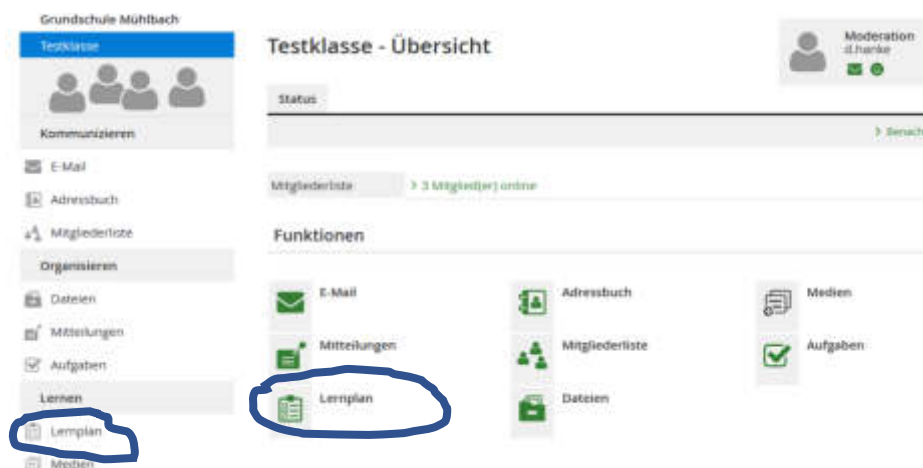 Grundschule Mühlbach
Testklasse
Kommunizieren
E-Mail
Adressbuch
Mitgliederliste
Organisieren
Dateien
Mitteilungen
Aufgaben
Lernen
Lernplan
Medien
Testklasse - Übersicht
Moderation
d.hanke
Status
> Benach
Mitgliederliste
> 3 Mitglied(er) online
Funktionen
E-Mail
Adressbuch
Medien
Mitteilungen
Mitgliederliste
Aufgaben
Lernplan
Dateien